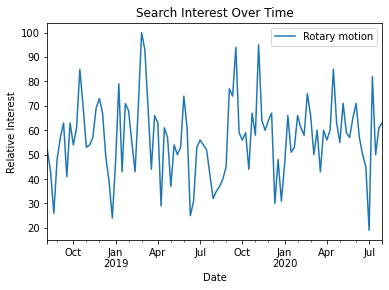 Search Interest Over Time
Rotary motion
Relative Interest
100
90
80
70
60
50
40
30
20
Oct Jan Apr Jul Oct Jan Apr Jul
2019 2020
Date